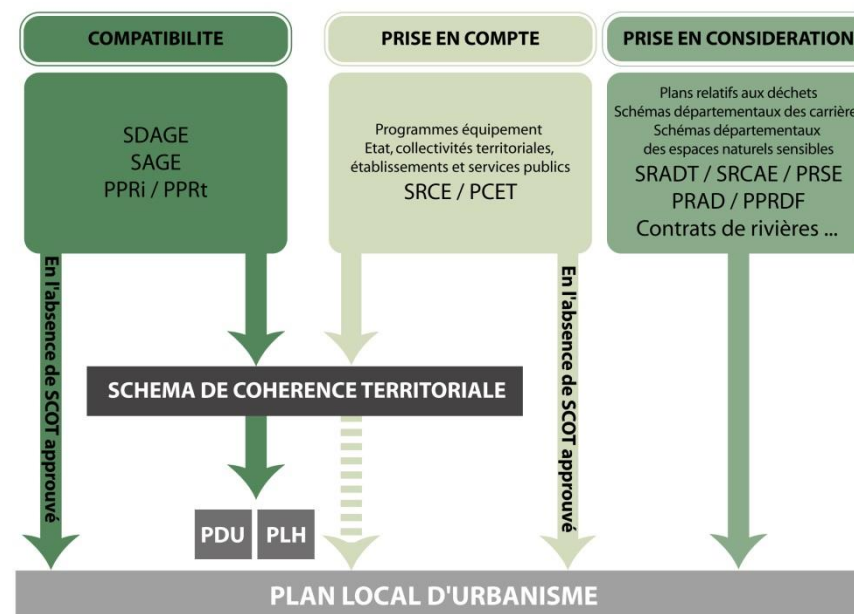 COMPATIBILITE
SDAGE
SAGE
PPRi / PPRt
PRISE EN COMPTE
Programmes équipement
Etat, collectivités territoriales,
établissements et services publics
SRCE / PCET
PRISE EN CONSIDERATION
Plans relatifs aux déchets
Schémas départementaux des carrière
Schémas départementaux
des espaces naturels sensibles
SRADT / SRCAE / PRSE
PRAD / PPRDF
Contrats de rivières ...
En l'absence de SCOT approuvé
En l'absence de SCOT approuvé
SCHEMA DE COHERENCE TERRITORIALE
PDU
PLH
PLAN LOCAL D'URBANISME